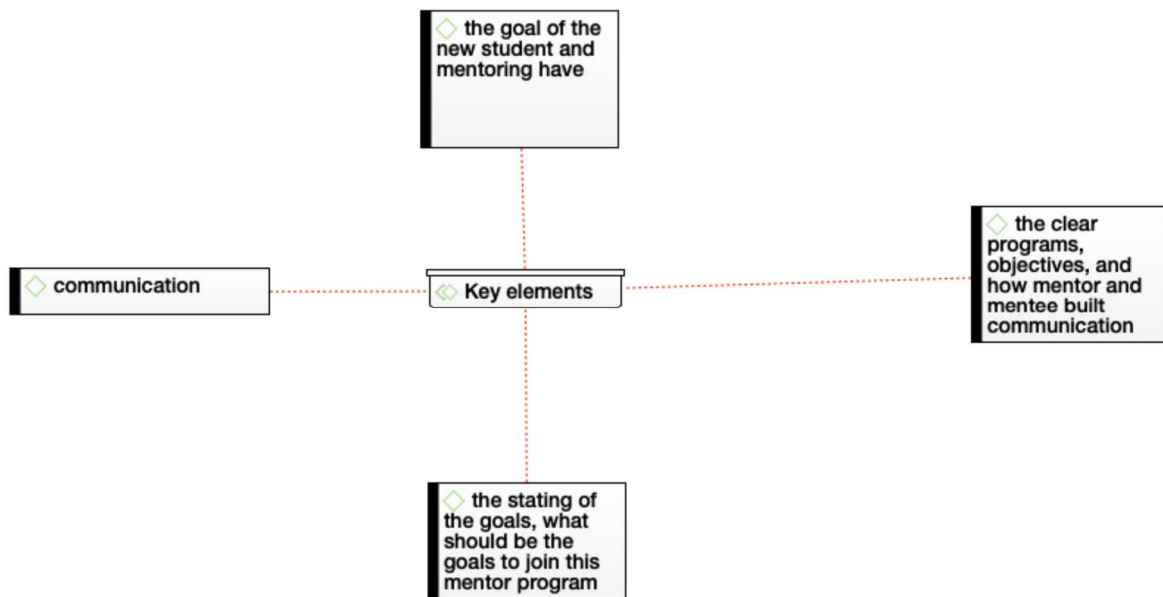 the goal of the
new student and
mentoring have
the clear
programs,
objectives, and
how mentor and
mentee built
communication
communication
Key elements
the stating of
the goals, what
should be the
goals to join this
mentor program